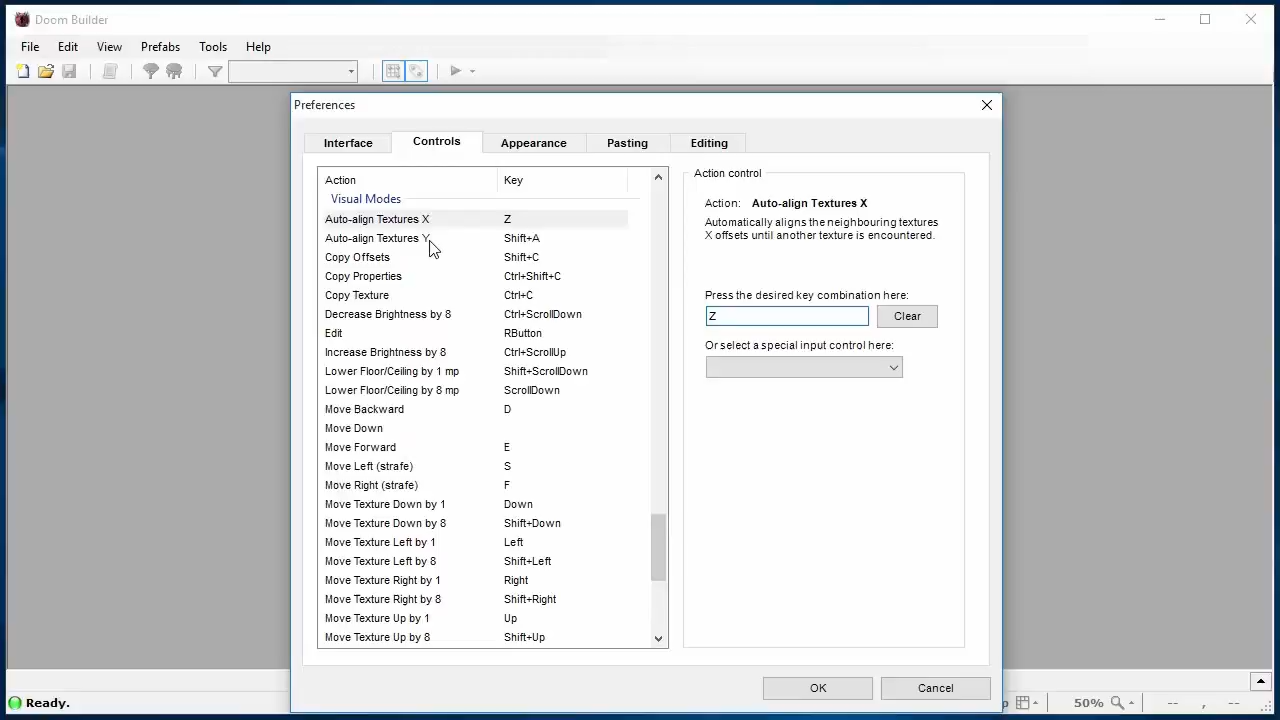 Doom Builder
File Edit View Prefabs Tools Help
Preferences
Interface Controls Appearance Pasting Editing
Action Key
Visual Modes
Auto-align Textures X Z
Auto-align Textures Y Shift+A
Copy Offsets Shift+C
Copy Properties Ctrl+Shift+C
Copy Texture Ctrl+C
Decrease Brightness by 8 Ctrl+ScrollDown
Edit RButton
Increase Brightness by 8 Ctrl+ScrollUp
Lower Floor/Ceiling by 1 mp Shift+ScrollDown
Lower Floor/Ceiling by 8 mp ScrollDown
Move Backward D
Move Down
Move Forward E
Move Left (strafe) S
Move Right (strafe) F
Move Texture Down by 1 Down
Move Texture Down by 8 Shift+Down
Move Texture Left by 1 Left
Move Texture Left by 8 Shift+Left
Move Texture Right by 1 Right
Move Texture Right by 8 Shift+Right
Move Texture Up by 1 Up
Move Texture Up by 8 Shift+Up
Action control
Action: Auto-align Textures X
Automatically aligns the neighbouring textures
X offsets until another texture is encountered.
Press the desired key combination here:
Z Clear
Or select a special input control here:
OK Cancel
Ready. p 50% -- , --